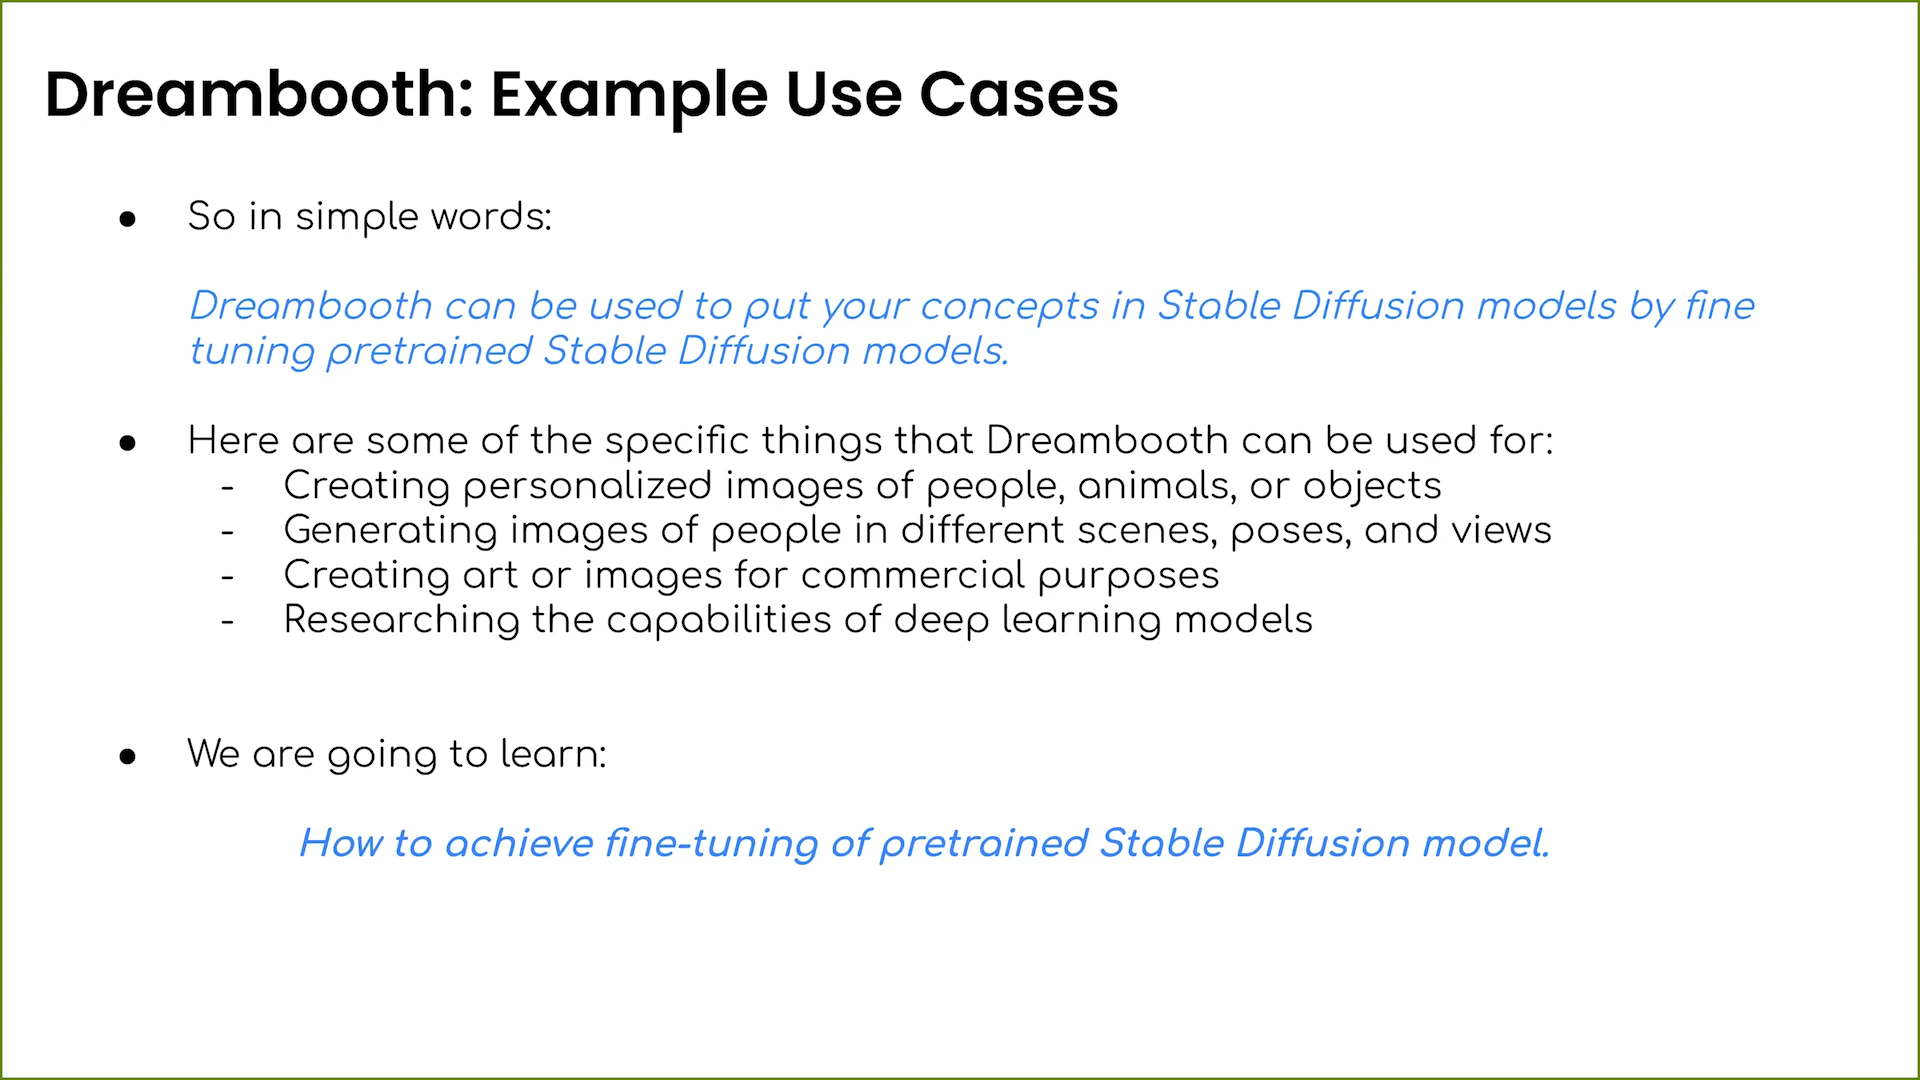 Dreambooth: Example Use Cases
● So in simple words:
Dreambooth can be used to put your concepts in Stable Diffusion models by fine
tuning pretrained Stable Diffusion models.
● Here are some of the specific things that Dreambooth can be used for:
- Creating personalized images of people, animals, or objects
- Generating images of people in different scenes, poses, and views
- Creating art or images for commercial purposes
- Researching the capabilities of deep learning models
● We are going to learn:
How to achieve fine-tuning of pretrained Stable Diffusion model.